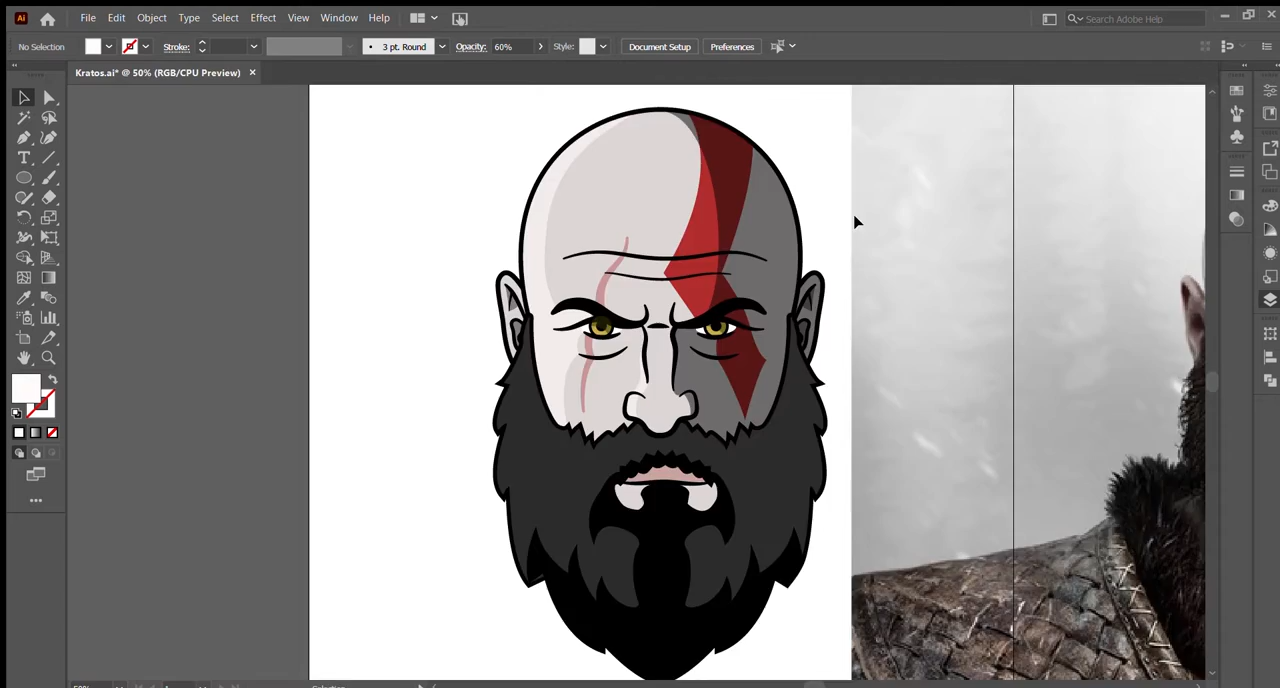 Ai File Edit Object Type Select Effect View Window Help Search Adobe Help
No Selection Stroke: 3 pt. Round Opacity: 60% Style: Document Setup Preferences
Kratos.ai* @ 50% (RGB/CPU Preview)